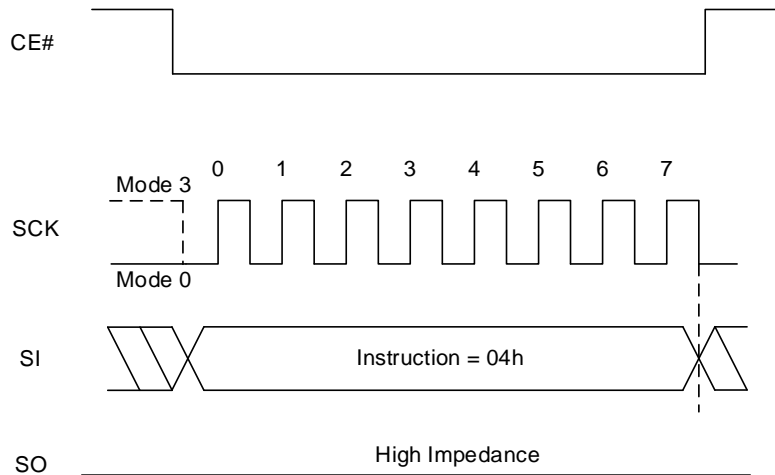 CE#
0 1 2 3 4 5 6 7
Mode 3
SCK
Mode 0
SI
Instruction = 04h
High Impedance
SO